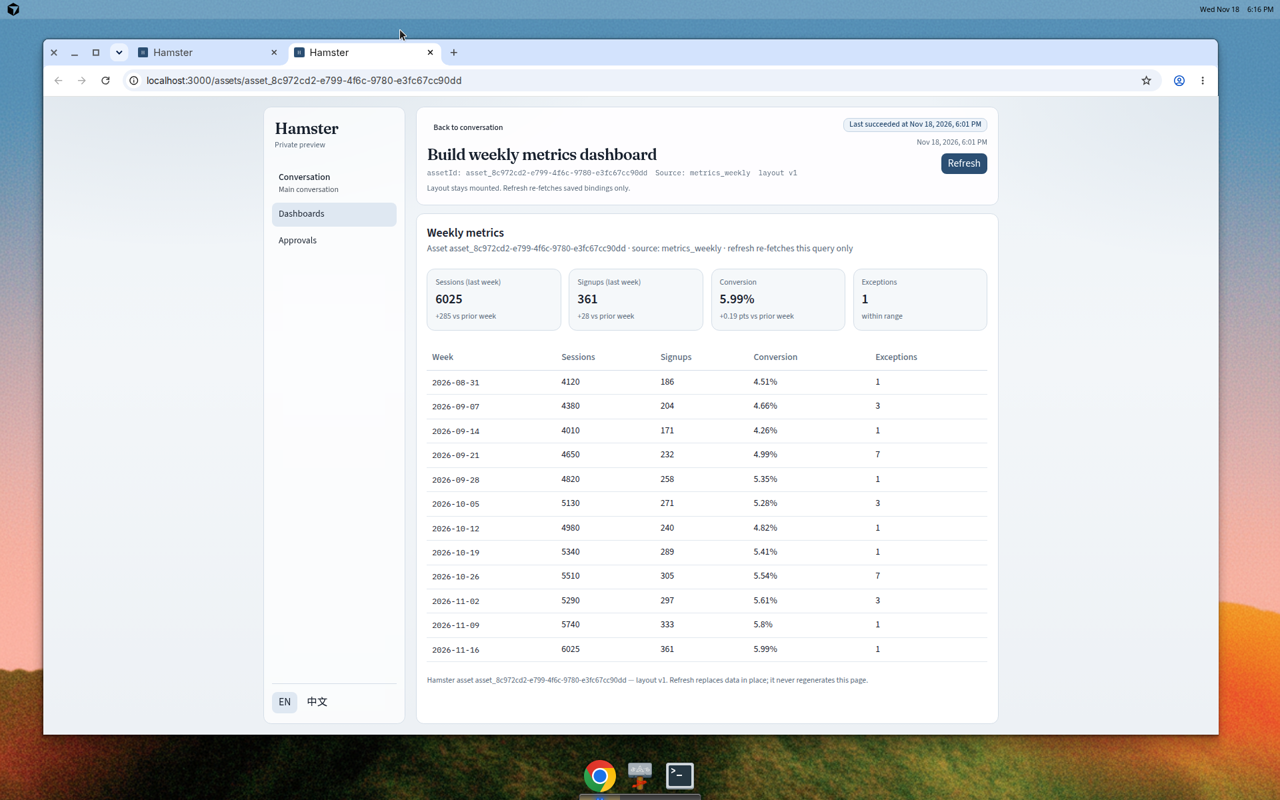 Wed Nov 18 6:16 PM
Hamster
Hamster
localhost:3000/assets/asset_8c972cd2-e799-4f6c-9780-e3fc67cc90dd
Hamster
Private preview
Conversation
Main conversation
Dashboards
Approvals
EN 中文
Back to conversation
Last succeeded at Nov 18, 2026, 6:01 PM
Nov 18, 2026, 6:01 PM
Build weekly metrics dashboard
Refresh
assetId: asset_8c972cd2-e799-4f6c-9780-e3fc67cc90dd Source: metrics_weekly layout v1
Layout stays mounted. Refresh re-fetches saved bindings only.
Weekly metrics
Asset asset_8c972cd2-e799-4f6c-9780-e3fc67cc90dd · source: metrics_weekly · refresh re-fetches this query only
Sessions (last week)
6025
+285 vs prior week
Signups (last week)
361
+28 vs prior week
Conversion
5.99%
+0.19 pts vs prior week
Exceptions
1
within range
Week Sessions Signups Conversion Exceptions
2026-08-31 4120 186 4.51% 1
2026-09-07 4380 204 4.66% 3
2026-09-14 4010 171 4.26% 1
2026-09-21 4650 232 4.99% 7
2026-09-28 4820 258 5.35% 1
2026-10-05 5130 271 5.28% 3
2026-10-12 4980 240 4.82% 1
2026-10-19 5340 289 5.41% 1
2026-10-26 5510 305 5.54% 7
2026-11-02 5290 297 5.61% 3
2026-11-09 5740 333 5.8% 1
2026-11-16 6025 361 5.99% 1
Hamster asset asset_8c972cd2-e799-4f6c-9780-e3fc67cc90dd — layout v1. Refresh replaces data in place; it never regenerates this page.